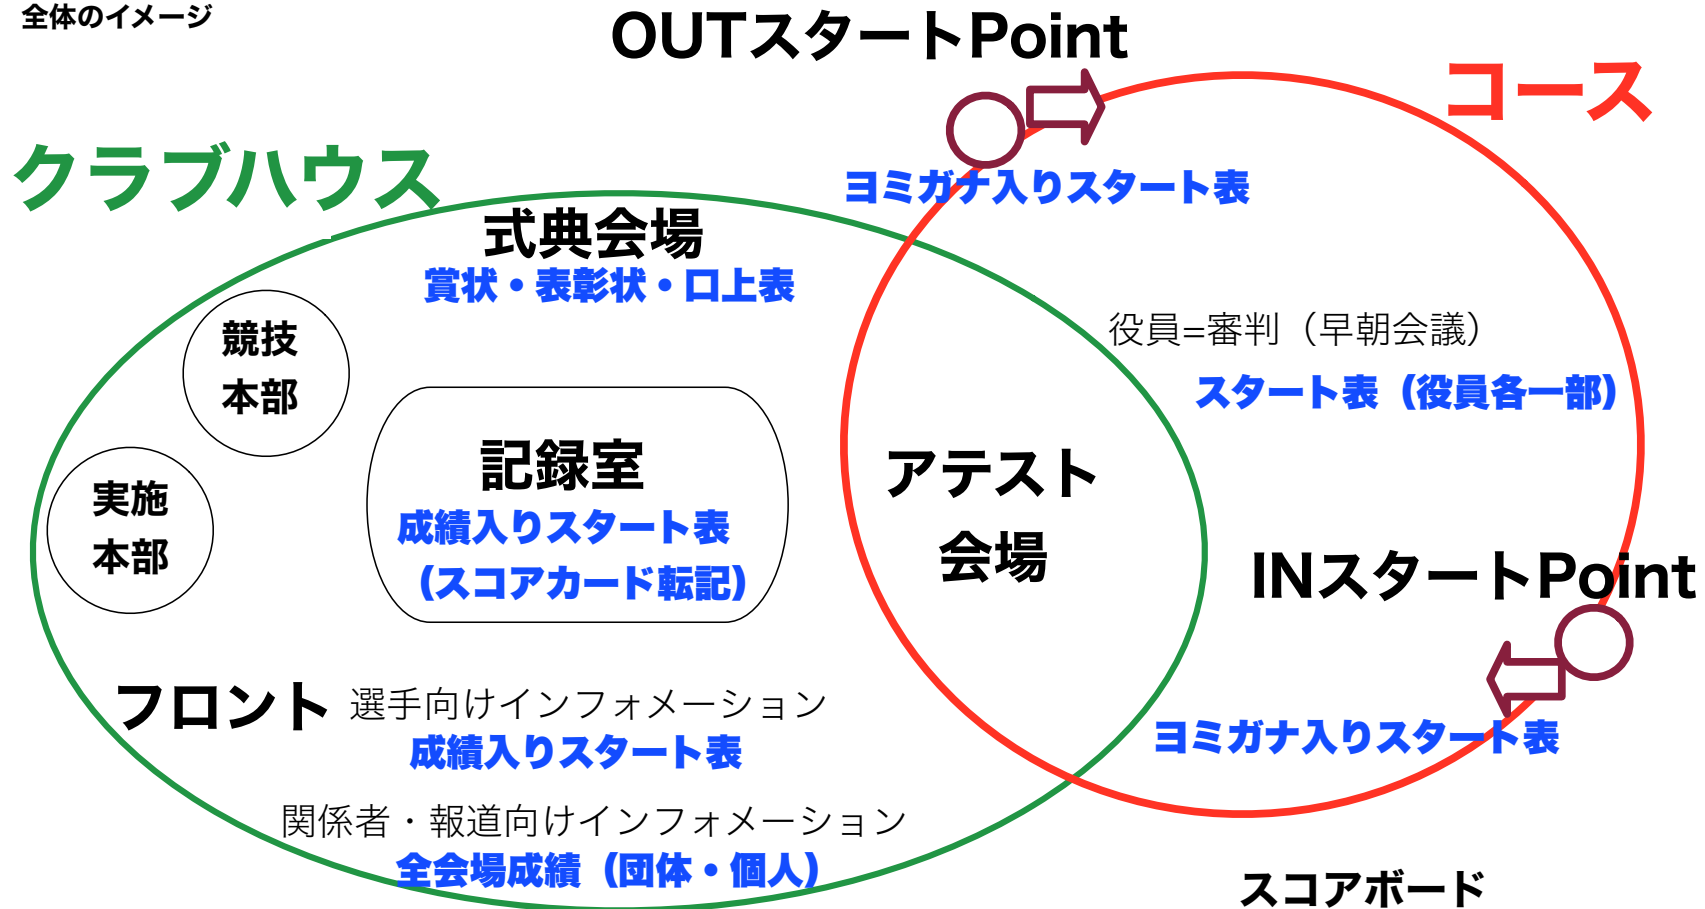 全体のイメージ
OUTスタートPoint
コース
クラブハウス
ヨミガナ入りスタート表
式典会場
賞状・表彰状・口上表
競技
本部
役員=審判（早朝会議）
スタート表（役員各一部）
記録室
成績入りスタート表
（スコアカード転記）
アテスト
会場
実施
本部
INスタートPoint
フロント 選手向けインフォメーション
成績入りスタート表
ヨミガナ入りスタート表
関係者・報道向けインフォメーション
全会場成績（団体・個人）
スコアボード